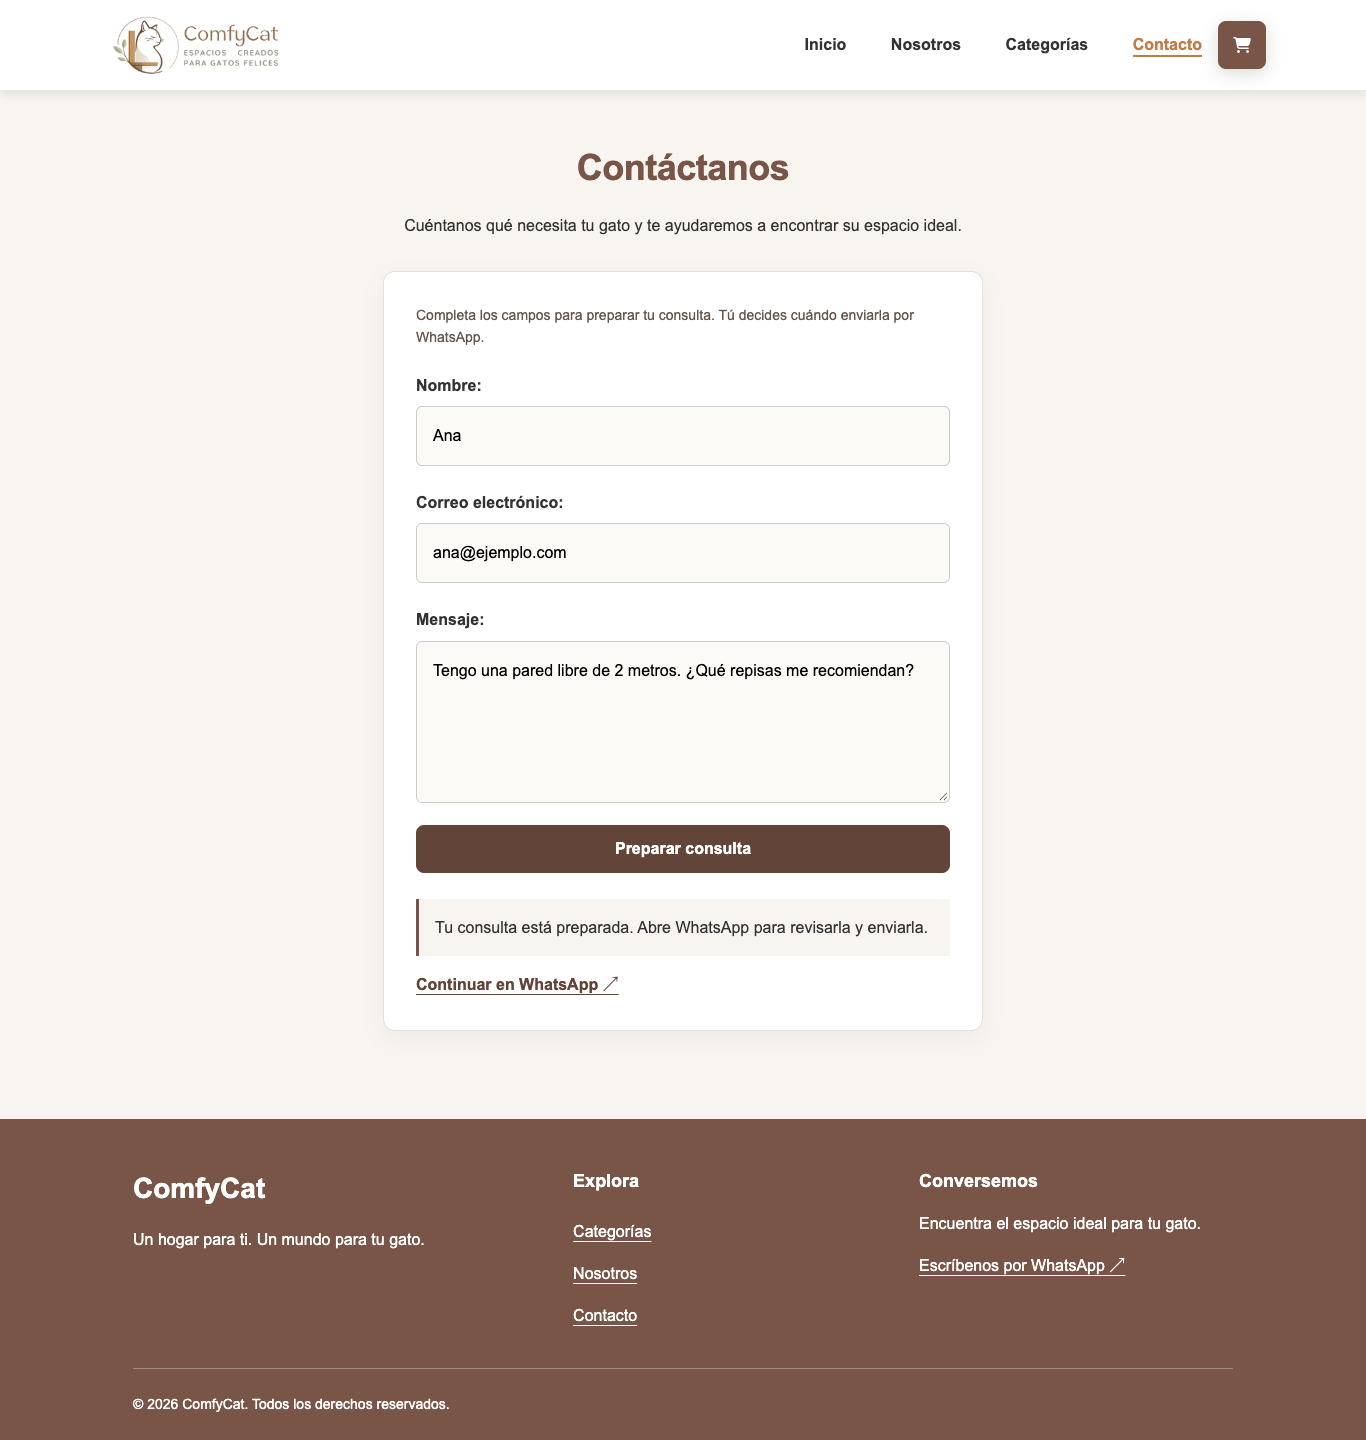 ComfyCat
ESPACIOS CREADOS
PARA GATOS FELICES
Inicio
Nosotros
Categorías
Contacto
Contáctanos
Cuéntanos qué necesita tu gato y te ayudaremos a encontrar su espacio ideal.
Completa los campos para preparar tu consulta. Tú decides cuándo enviarla por
WhatsApp.
Nombre:
Ana
Correo electrónico:
ana@ejemplo.com
Mensaje:
Tengo una pared libre de 2 metros. ¿Qué repisas me recomiendan?
Preparar consulta
Tu consulta está preparada. Abre WhatsApp para revisarla y enviarla.
Continuar en WhatsApp ↗
ComfyCat
Un hogar para ti. Un mundo para tu gato.
Explora
Categorías
Nosotros
Contacto
Conversemos
Encuentra el espacio ideal para tu gato.
Escríbenos por WhatsApp ↗
© 2026 ComfyCat. Todos los derechos reservados.